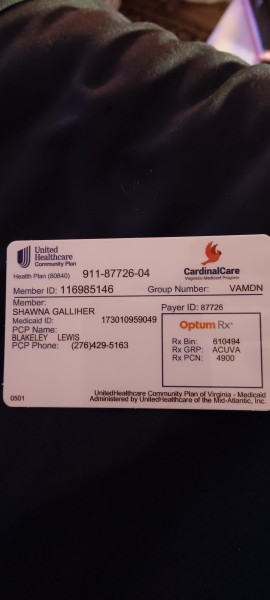 United
Healthcare
Community Plan
CardinalCare
Virginia's Medicaid Program
Health Plan (80840) 911-87726-04
Member ID: 116985146 Group Number: VAMDN
Member:
SHAWNA GALLIHER
Medicaid ID: 173010959049
PCP Name:
BLAKELEY LEWIS
PCP Phone: (276)429-5163
Payer ID: 87726
Optum Rx
Rx Bin: 610494
Rx GRP: ACUVA
Rx PCN: 4900
0501
UnitedHealthcare Community Plan of Virginia - Medicaid
Administered by UnitedHealthcare of the Mid-Atlantic, Inc.